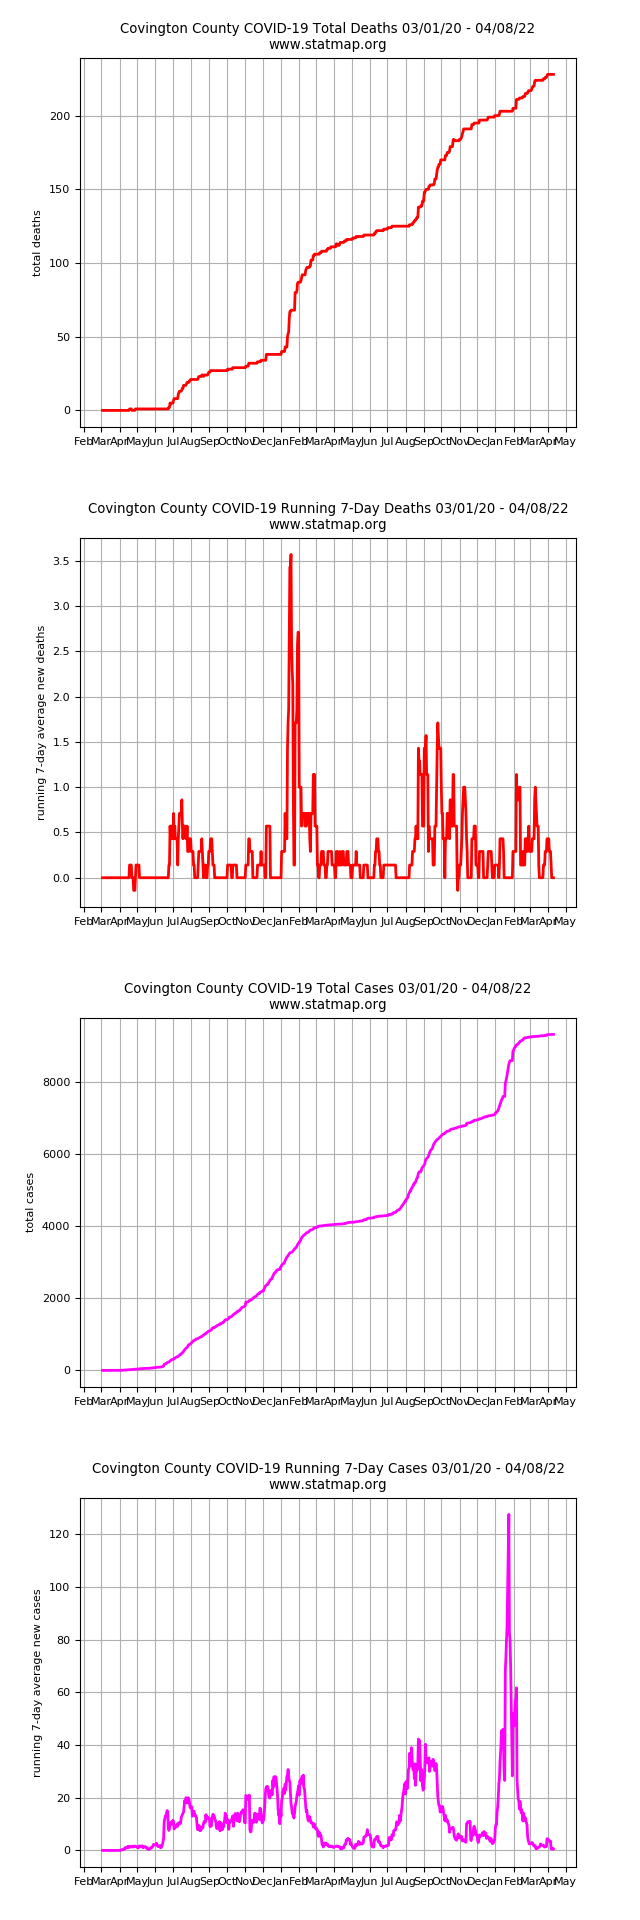 Covington County COVID-19 Total Deaths 03/01/20 - 04/08/22
www.statmap.org
200
150
100
50
0
total deaths
Feb Mar Apr May Jun Jul Aug Sep Oct Nov Dec Jan Feb Mar Apr May Jun Jul Aug Sep Oct Nov Dec Jan Feb Mar Apr May
Covington County COVID-19 Running 7-Day Deaths 03/01/20 - 04/08/22
www.statmap.org
3.5
3.0
2.5
2.0
1.5
1.0
0.5
0.0
running 7-day average new deaths
Feb Mar Apr May Jun Jul Aug Sep Oct Nov Dec Jan Feb Mar Apr May Jun Jul Aug Sep Oct Nov Dec Jan Feb Mar Apr May
Covington County COVID-19 Total Cases 03/01/20 - 04/08/22
www.statmap.org
8000
6000
4000
2000
0
total cases
Feb Mar Apr May Jun Jul Aug Sep Oct Nov Dec Jan Feb Mar Apr May Jun Jul Aug Sep Oct Nov Dec Jan Feb Mar Apr May
Covington County COVID-19 Running 7-Day Cases 03/01/20 - 04/08/22
www.statmap.org
120
100
80
60
40
20
0
running 7-day average new cases
Feb Mar Apr May Jun Jul Aug Sep Oct Nov Dec Jan Feb Mar Apr May Jun Jul Aug Sep Oct Nov Dec Jan Feb Mar Apr May